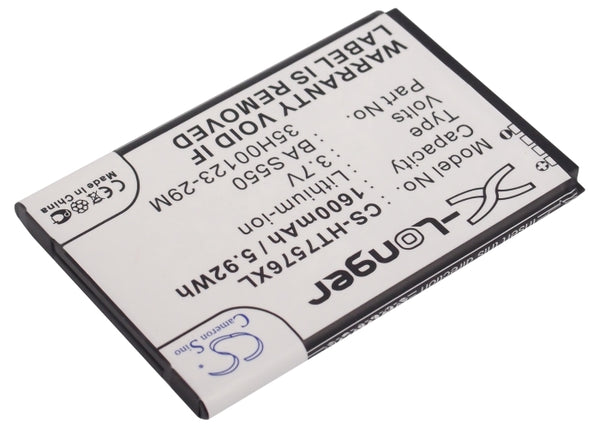 X-Longer
Model No. CS-HT7576XL
Capacity 1600mAh / 5.92Wh
Type Lithium-Ion
Volts 3.7V
Part No. BA S550
35H00123-29M
WARRANTY VOID IF
LABEL IS REMOVED
CS
Cameron Sino
Made in China